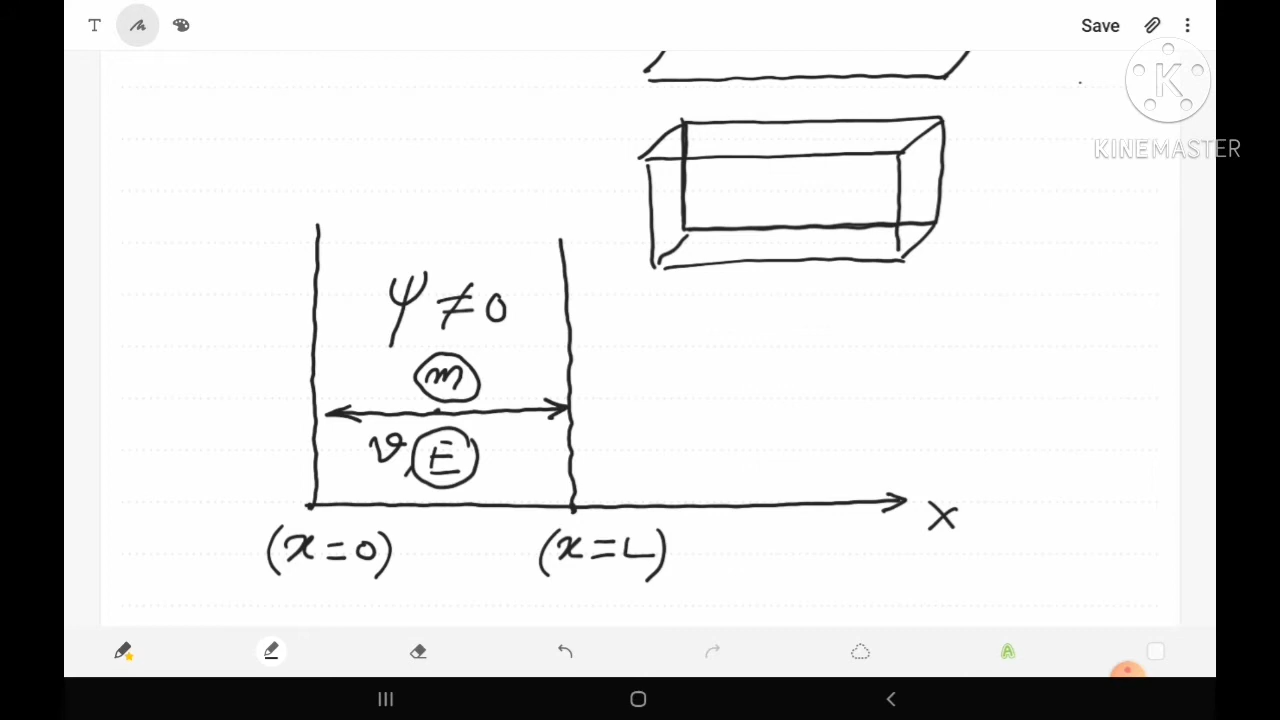 T
Save
K
KINEMASTER
ψ ≠ 0
m
v, E
X
(x = 0)
(x = L)
A